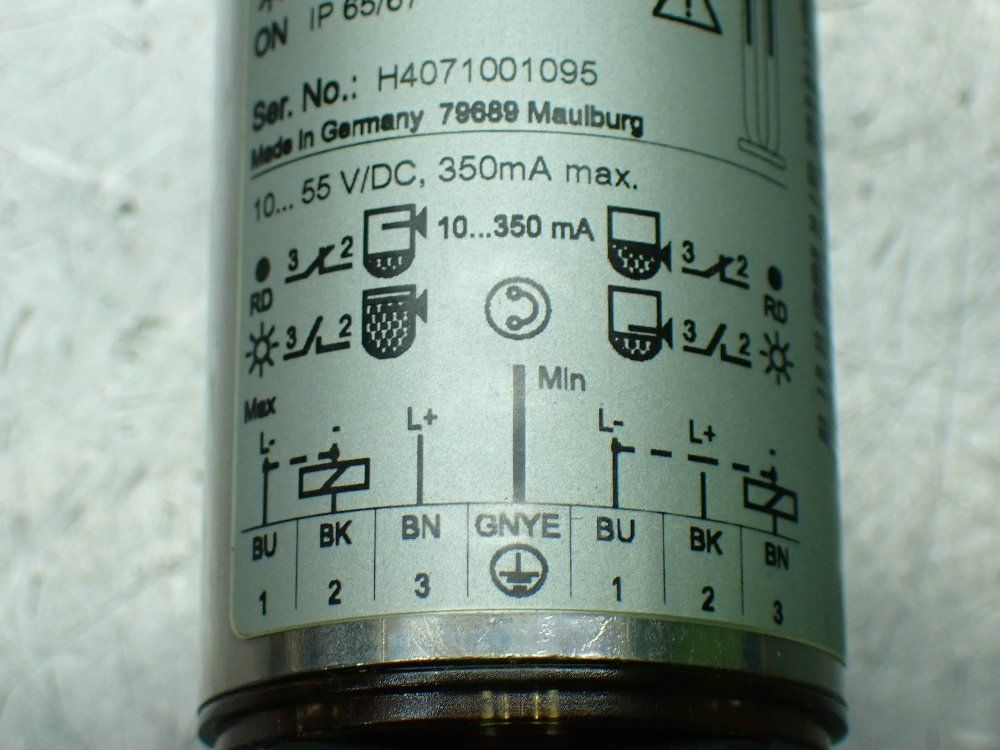 ON IP 65/67
Ser. No.: H4071001095
Made in Germany 79689 Maulburg
10... 55 V/DC, 350mA max.
10...350 mA
3 2
3 2
RD
RD
3 2
3 2
Min
Max
L- - L+
L- L+ -
BU BK BN GNYE BU BK BN
1 2 3 1 2 3